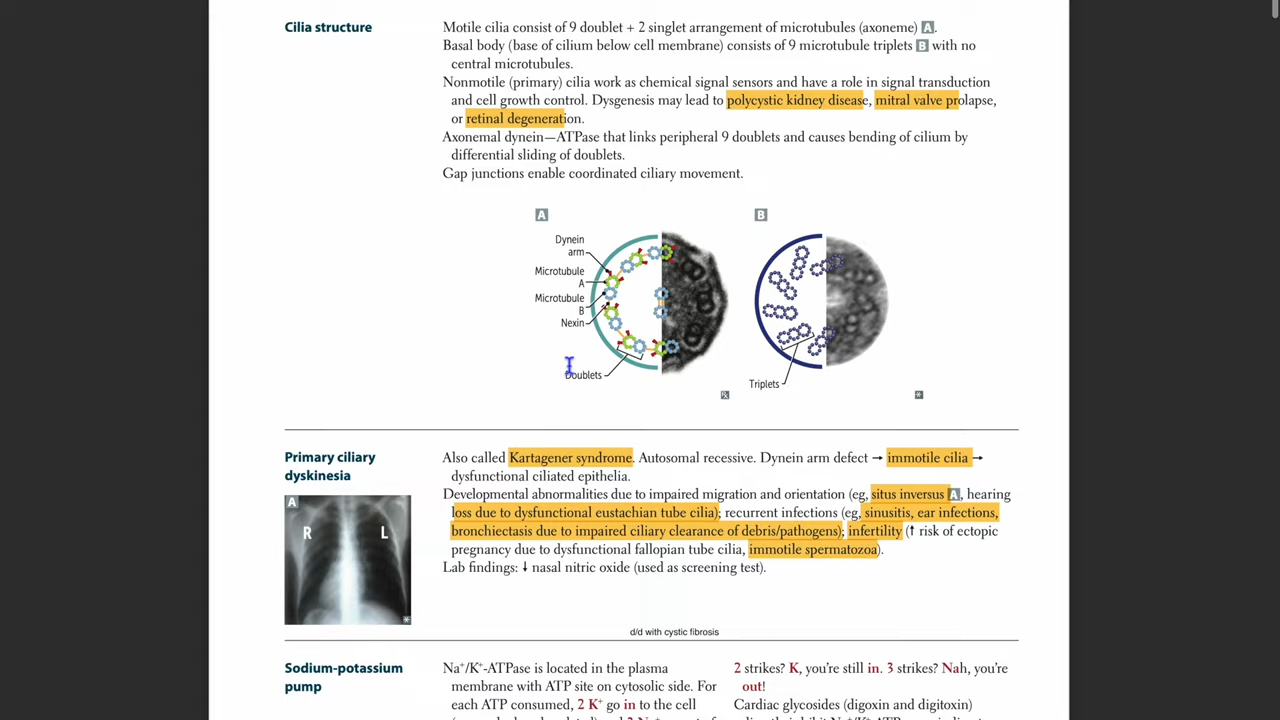 Cilia structure
Motile cilia consist of 9 doublet + 2 singlet arrangement of microtubules (axoneme) A.
Basal body (base of cilium below cell membrane) consists of 9 microtubule triplets B with no
central microtubules.
Nonmotile (primary) cilia work as chemical signal sensors and have a role in signal transduction
and cell growth control. Dysgenesis may lead to polycystic kidney disease, mitral valve prolapse,
or retinal degeneration.
Axonemal dynein—ATPase that links peripheral 9 doublets and causes bending of cilium by
differential sliding of doublets.
Gap junctions enable coordinated ciliary movement.
A
B
Dynein
arm
Microtubule
A
Microtubule
B
Nexin
Doublets
Triplets
Primary ciliary
dyskinesia
A
R L
Also called Kartagener syndrome. Autosomal recessive. Dynein arm defect → immotile cilia →
dysfunctional ciliated epithelia.
Developmental abnormalities due to impaired migration and orientation (eg, situs inversus A, hearing
loss due to dysfunctional eustachian tube cilia); recurrent infections (eg, sinusitis, ear infections,
bronchiectasis due to impaired ciliary clearance of debris/pathogens); infertility (↑ risk of ectopic
pregnancy due to dysfunctional fallopian tube cilia, immotile spermatozoa).
Lab findings: ↓ nasal nitric oxide (used as screening test).
d/d with cystic fibrosis
Sodium-potassium
pump
Na⁺/K⁺-ATPase is located in the plasma
membrane with ATP site on cytosolic side. For
each ATP consumed, 2 K⁺ go in to the cell
2 strikes? K, you're still in. 3 strikes? Nah, you're
out!
Cardiac glycosides (digoxin and digitoxin)